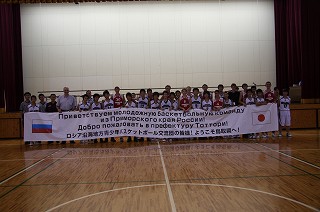 Приветствуем молодежную баскетбольную команду
из Приморского края России!
Добро пожаловать в префектуру Тоттори!
ロシア沿海地方青少年バスケットボール交流団の皆様!ようこそ鳥取県へ!